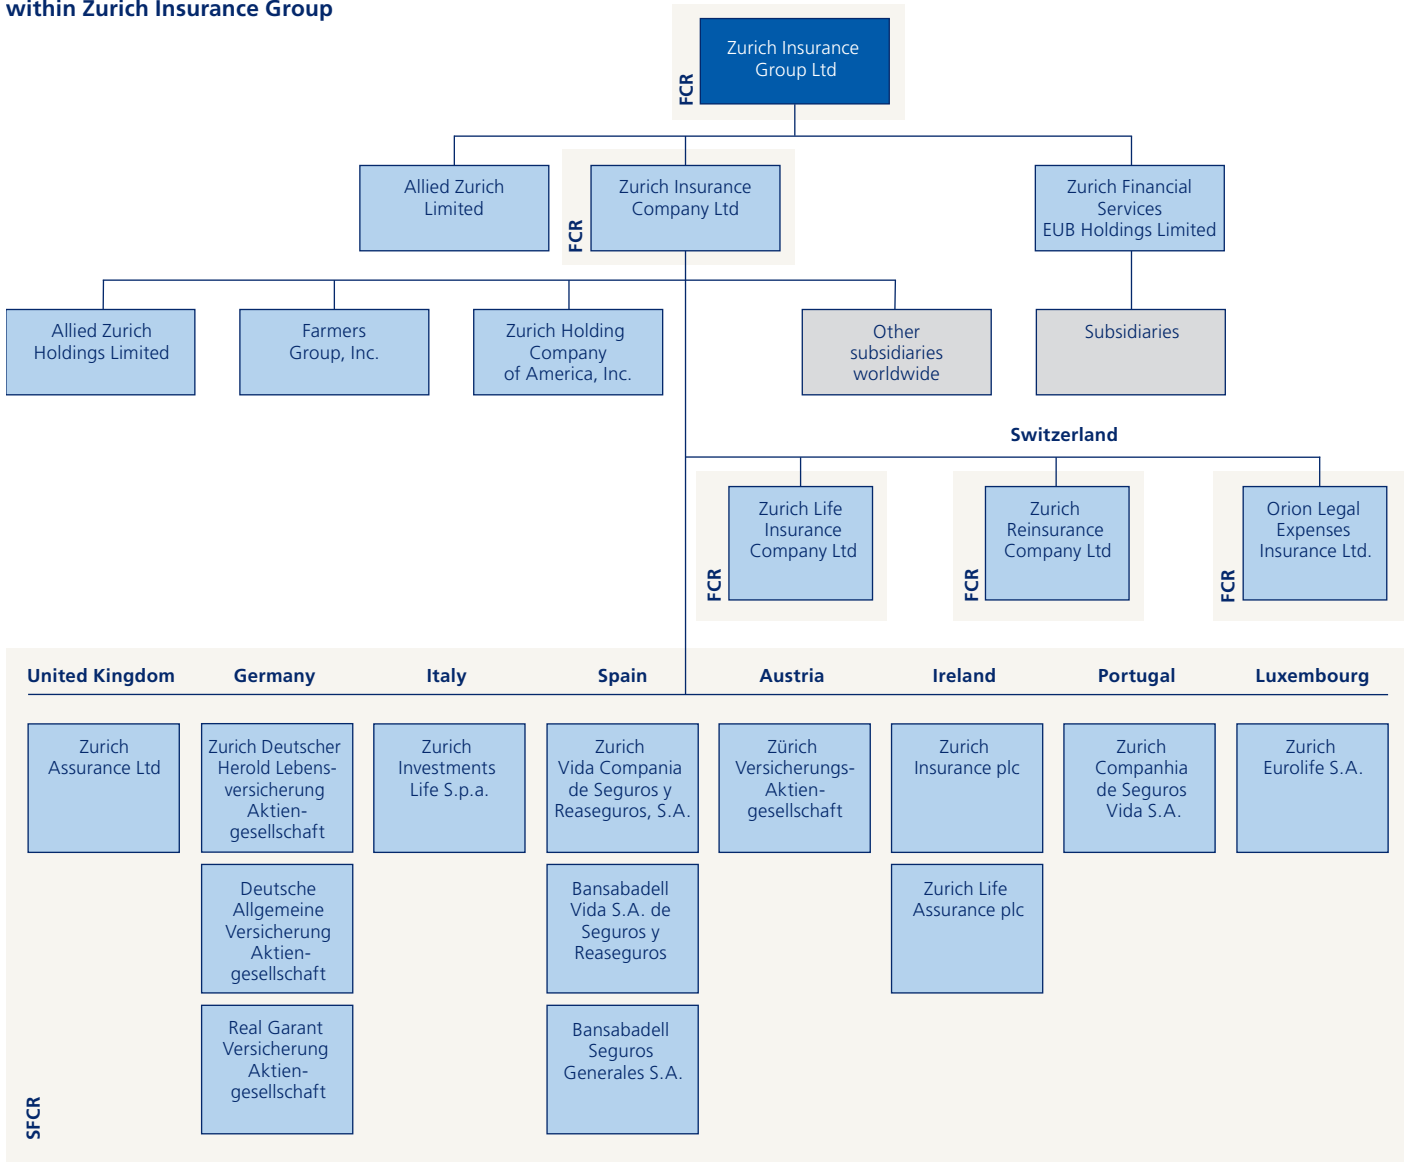 within Zurich Insurance Group
Zurich Insurance
Group Ltd
FCR
Allied Zurich
Limited
Zurich Insurance
Company Ltd
FCR
Zurich Financial
Services
EUB Holdings Limited
Allied Zurich
Holdings Limited
Farmers
Group, Inc.
Zurich Holding
Company
of America, Inc.
Other
subsidiaries
worldwide
Subsidiaries
Switzerland
Zurich Life
Insurance
Company Ltd
FCR
Zurich
Reinsurance
Company Ltd
FCR
Orion Legal
Expenses
Insurance Ltd.
FCR
United Kingdom
Germany
Italy
Spain
Austria
Ireland
Portugal
Luxembourg
Zurich
Assurance Ltd
Zurich Deutscher
Herold Lebens-
versicherung
Aktien-
gesellschaft
Zurich
Investments
Life S.p.a.
Zurich
Vida Compania
de Seguros y
Reaseguros, S.A.
Zürich
Versicherungs-
Aktien-
gesellschaft
Zurich
Insurance plc
Zurich
Companhia
de Seguros
Vida S.A.
Zurich
Eurolife S.A.
Deutsche
Allgemeine
Versicherung
Aktien-
gesellschaft
Bansabadell
Vida S.A. de
Seguros y
Reaseguros
Zurich Life
Assurance plc
Real Garant
Versicherung
Aktien-
gesellschaft
Bansabadell
Seguros
Generales S.A.
SFCR